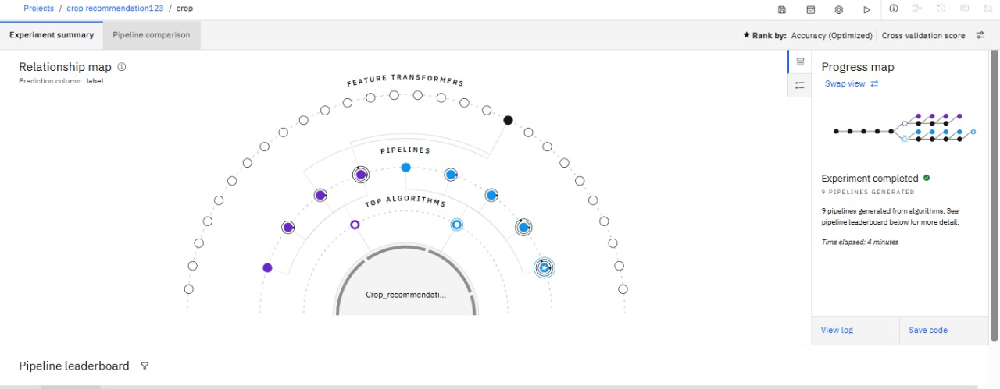 Projects / crop recommendation123 / crop
Experiment summary
Pipeline comparison
★ Rank by: Accuracy (Optimized) | Cross validation score
Relationship map
Prediction column: label
FEATURE TRANSFORMERS
PIPELINES
TOP ALGORITHMS
Crop_recommendati...
Progress map
Swap view
Experiment completed
9 PIPELINES GENERATED
9 pipelines generated from algorithms. See
pipeline leaderboard below for more detail.
Time elapsed: 4 minutes
View log
Save code
Pipeline leaderboard